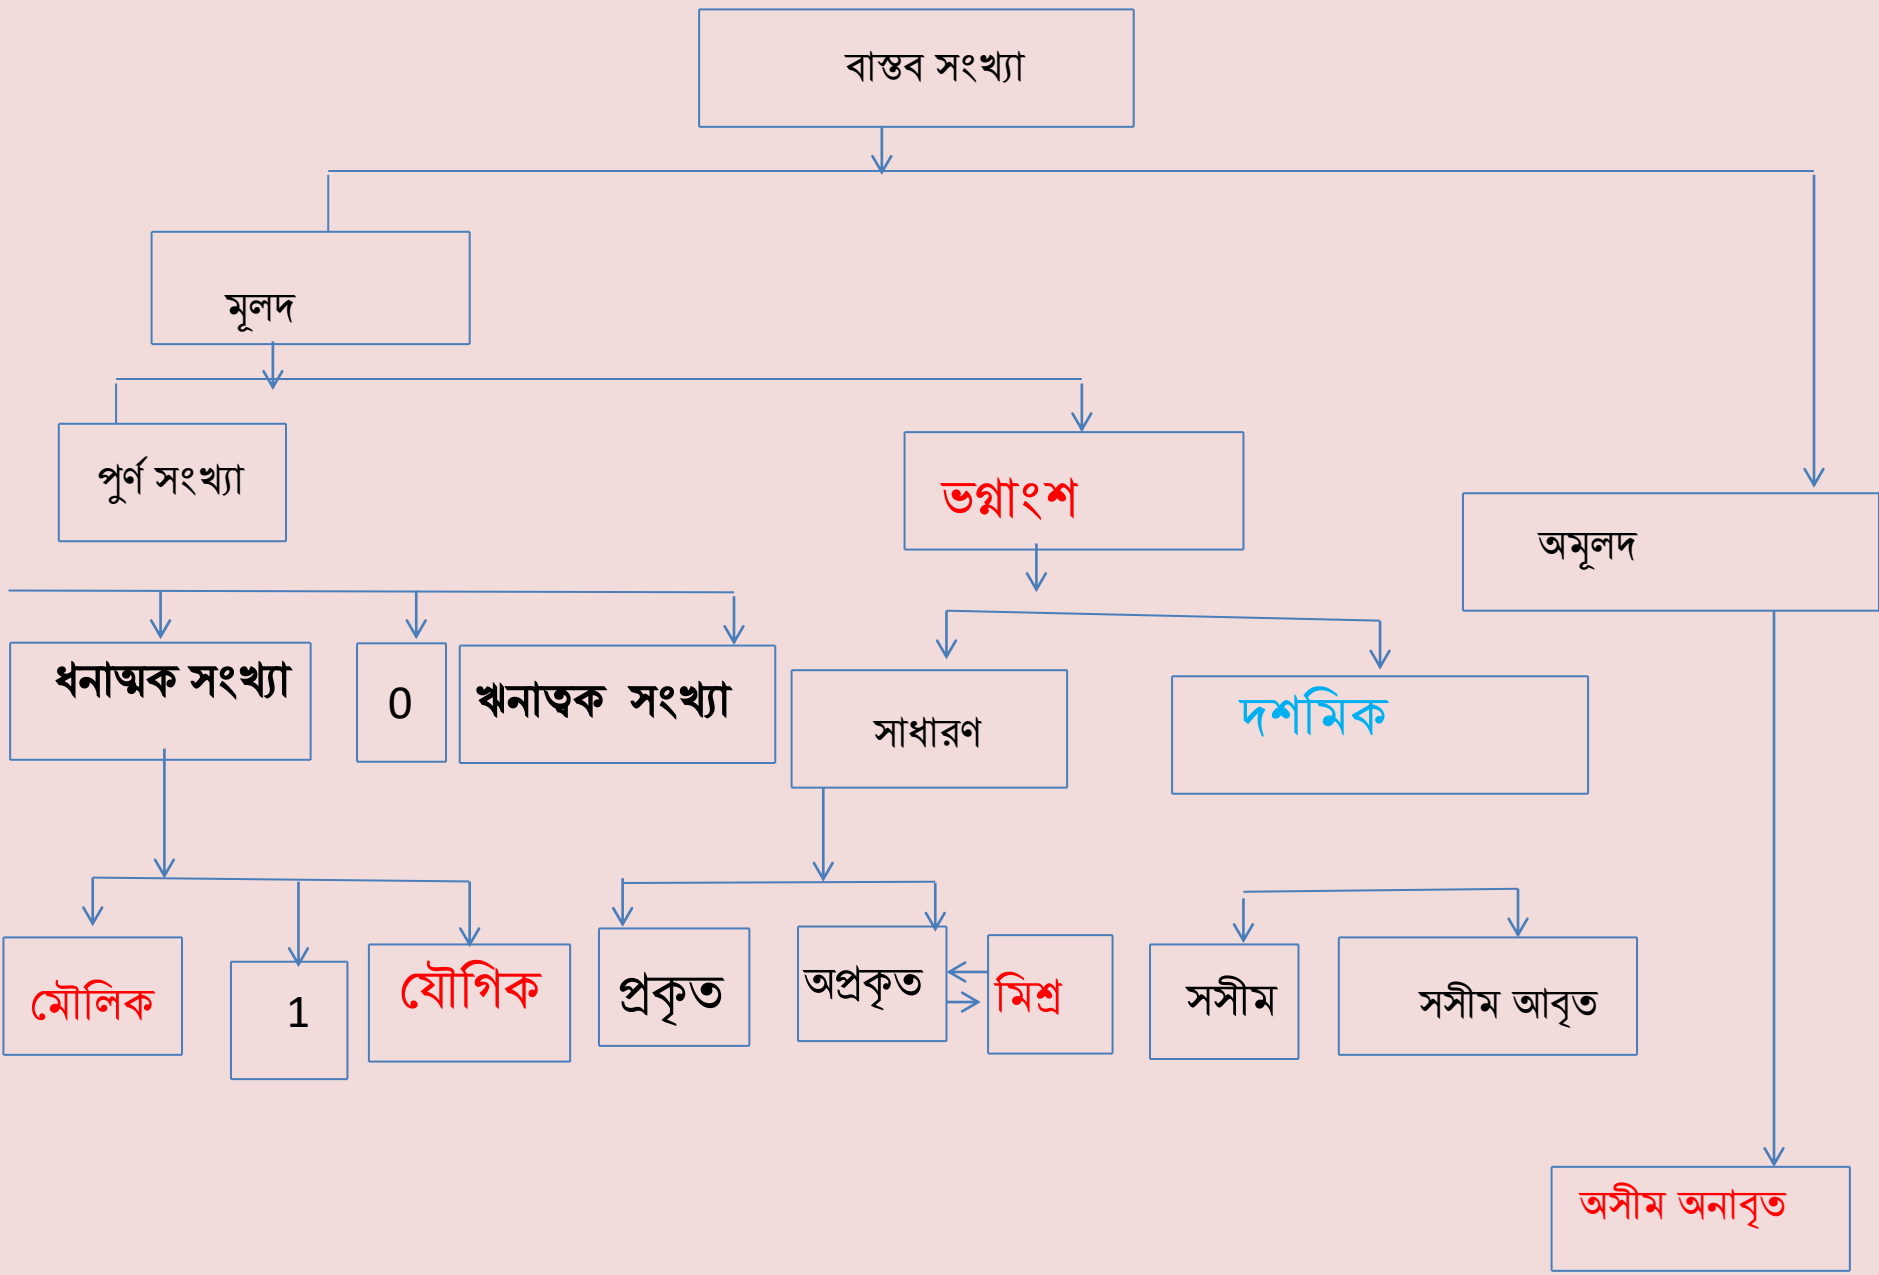 বাস্তব সংখ্যা
মূলদ
পুর্ণ সংখ্যা
ভগ্নাংশ
অমূলদ
ধনাত্মক সংখ্যা
0
ঋনাত্বক সংখ্যা
সাধারণ
দশমিক
মৌলিক
1
যৌগিক
প্রকৃত
অপ্রকৃত
মিশ্র
সসীম
সসীম আবৃত
অসীম অনাবৃত